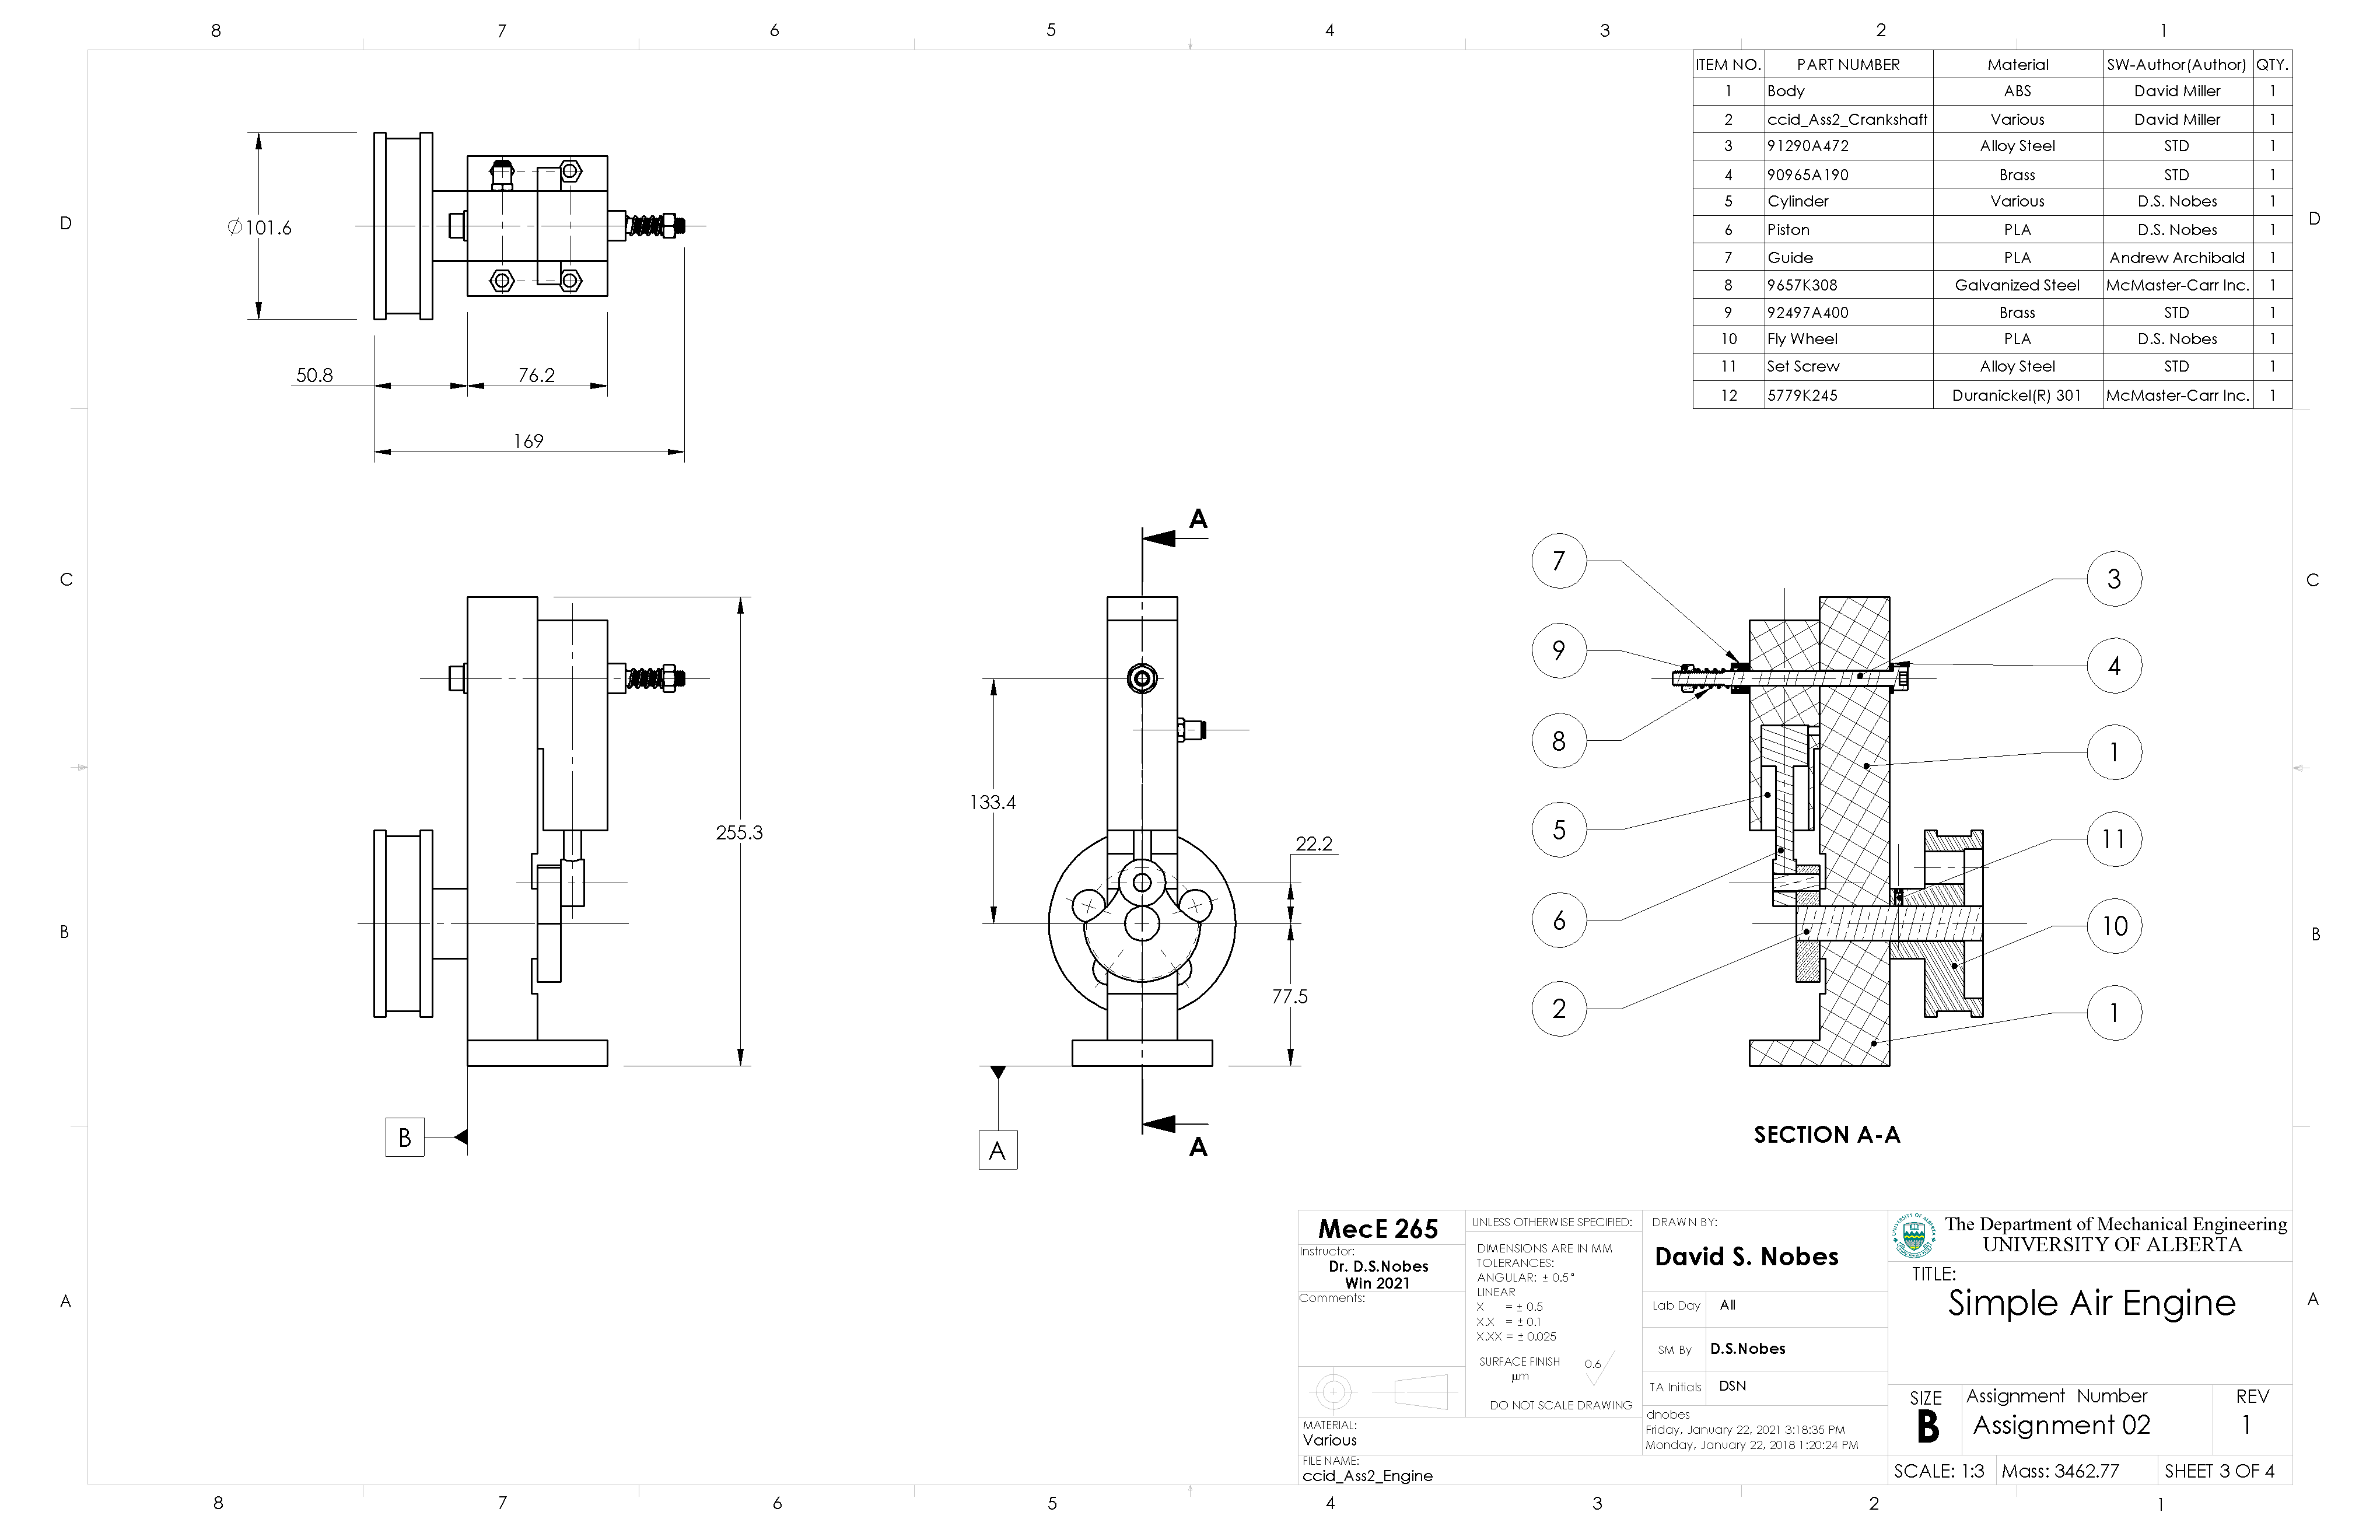 8 7 6 5 4 3 2 1
ITEM NO. PART NUMBER Material SW-Author(Author) QTY.
1 Body ABS David Miller 1
2 ccid_Ass2_Crankshaft Various David Miller 1
3 91290A472 Alloy Steel STD 1
4 90965A190 Brass STD 1
5 Cylinder Various D.S. Nobes 1
6 Piston PLA D.S. Nobes 1
7 Guide PLA Andrew Archibald 1
8 9657K308 Galvanized Steel McMaster-Carr Inc. 1
9 92497A400 Brass STD 1
10 Fly Wheel PLA D.S. Nobes 1
11 Set Screw Alloy Steel STD 1
12 5779K245 Duranickel(R) 301 McMaster-Carr Inc. 1
D
D
∅101.6
50.8
76.2
169
C
C
A
7
9
8
5
6
2
3
4
1
11
10
1
133.4
22.2
255.3
77.5
B
B
B
A
A
SECTION A-A
A
A
MecE 265
Instructor:
Dr. D.S.Nobes
Win 2021
Comments:
MATERIAL:
Various
FILE NAME:
ccid_Ass2_Engine
UNLESS OTHERWISE SPECIFIED:
DIMENSIONS ARE IN MM
TOLERANCES:
ANGULAR: ± 0.5°
LINEAR
X = ± 0.5
X.X = ± 0.1
X.XX = ± 0.025
SURFACE FINISH 0.6
µm
DO NOT SCALE DRAWING
DRAWN BY:
David S. Nobes
Lab Day All
SM By D.S.Nobes
TA Initials DSN
dnobes
Friday, January 22, 2021 3:18:35 PM
Monday, January 22, 2018 1:20:24 PM
UNIVERSITY OF ALBERTA
The Department of Mechanical Engineering
UNIVERSITY OF ALBERTA
TITLE:
Simple Air Engine
SIZE
B
Assignment Number
Assignment 02
REV
1
SCALE: 1:3 Mass: 3462.77 SHEET 3 OF 4
8 7 6 5 4 3 2 1